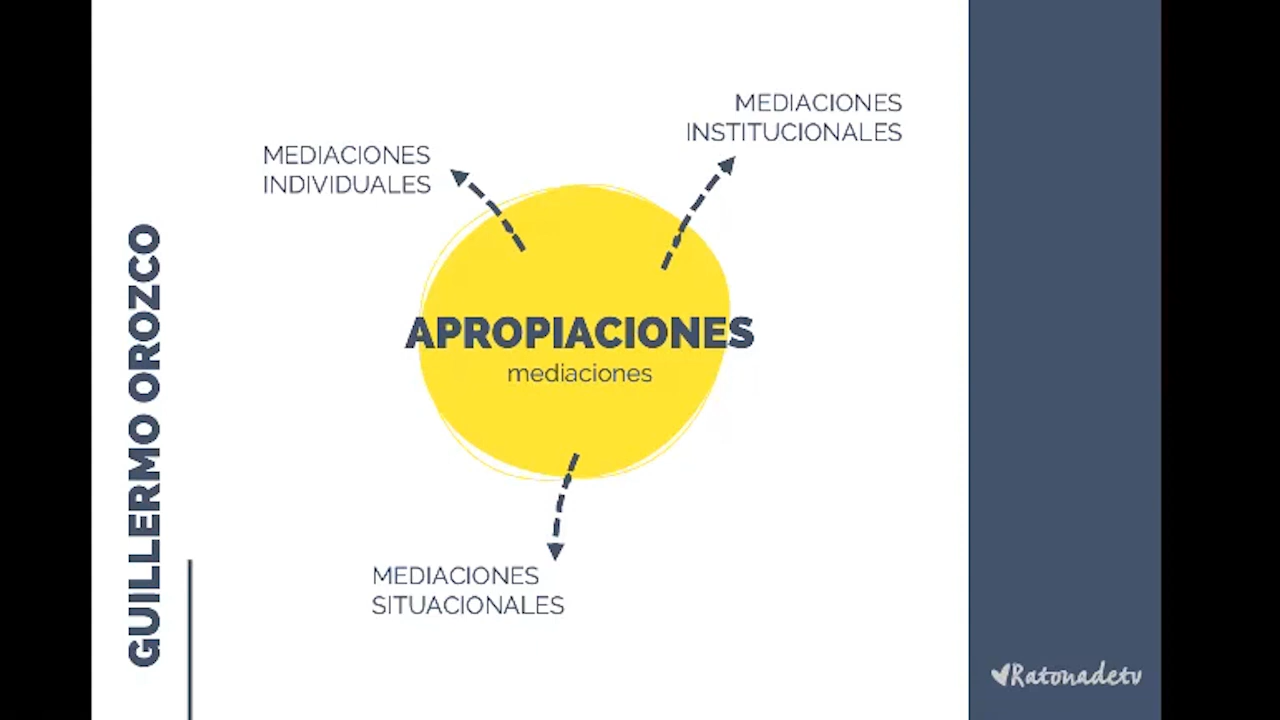 MEDIACIONES
INSTITUCIONALES
MEDIACIONES
INDIVIDUALES
GUILLERMO OROZCO
APROPIACIONES
mediaciones
MEDIACIONES
SITUACIONALES
Ratonadetv